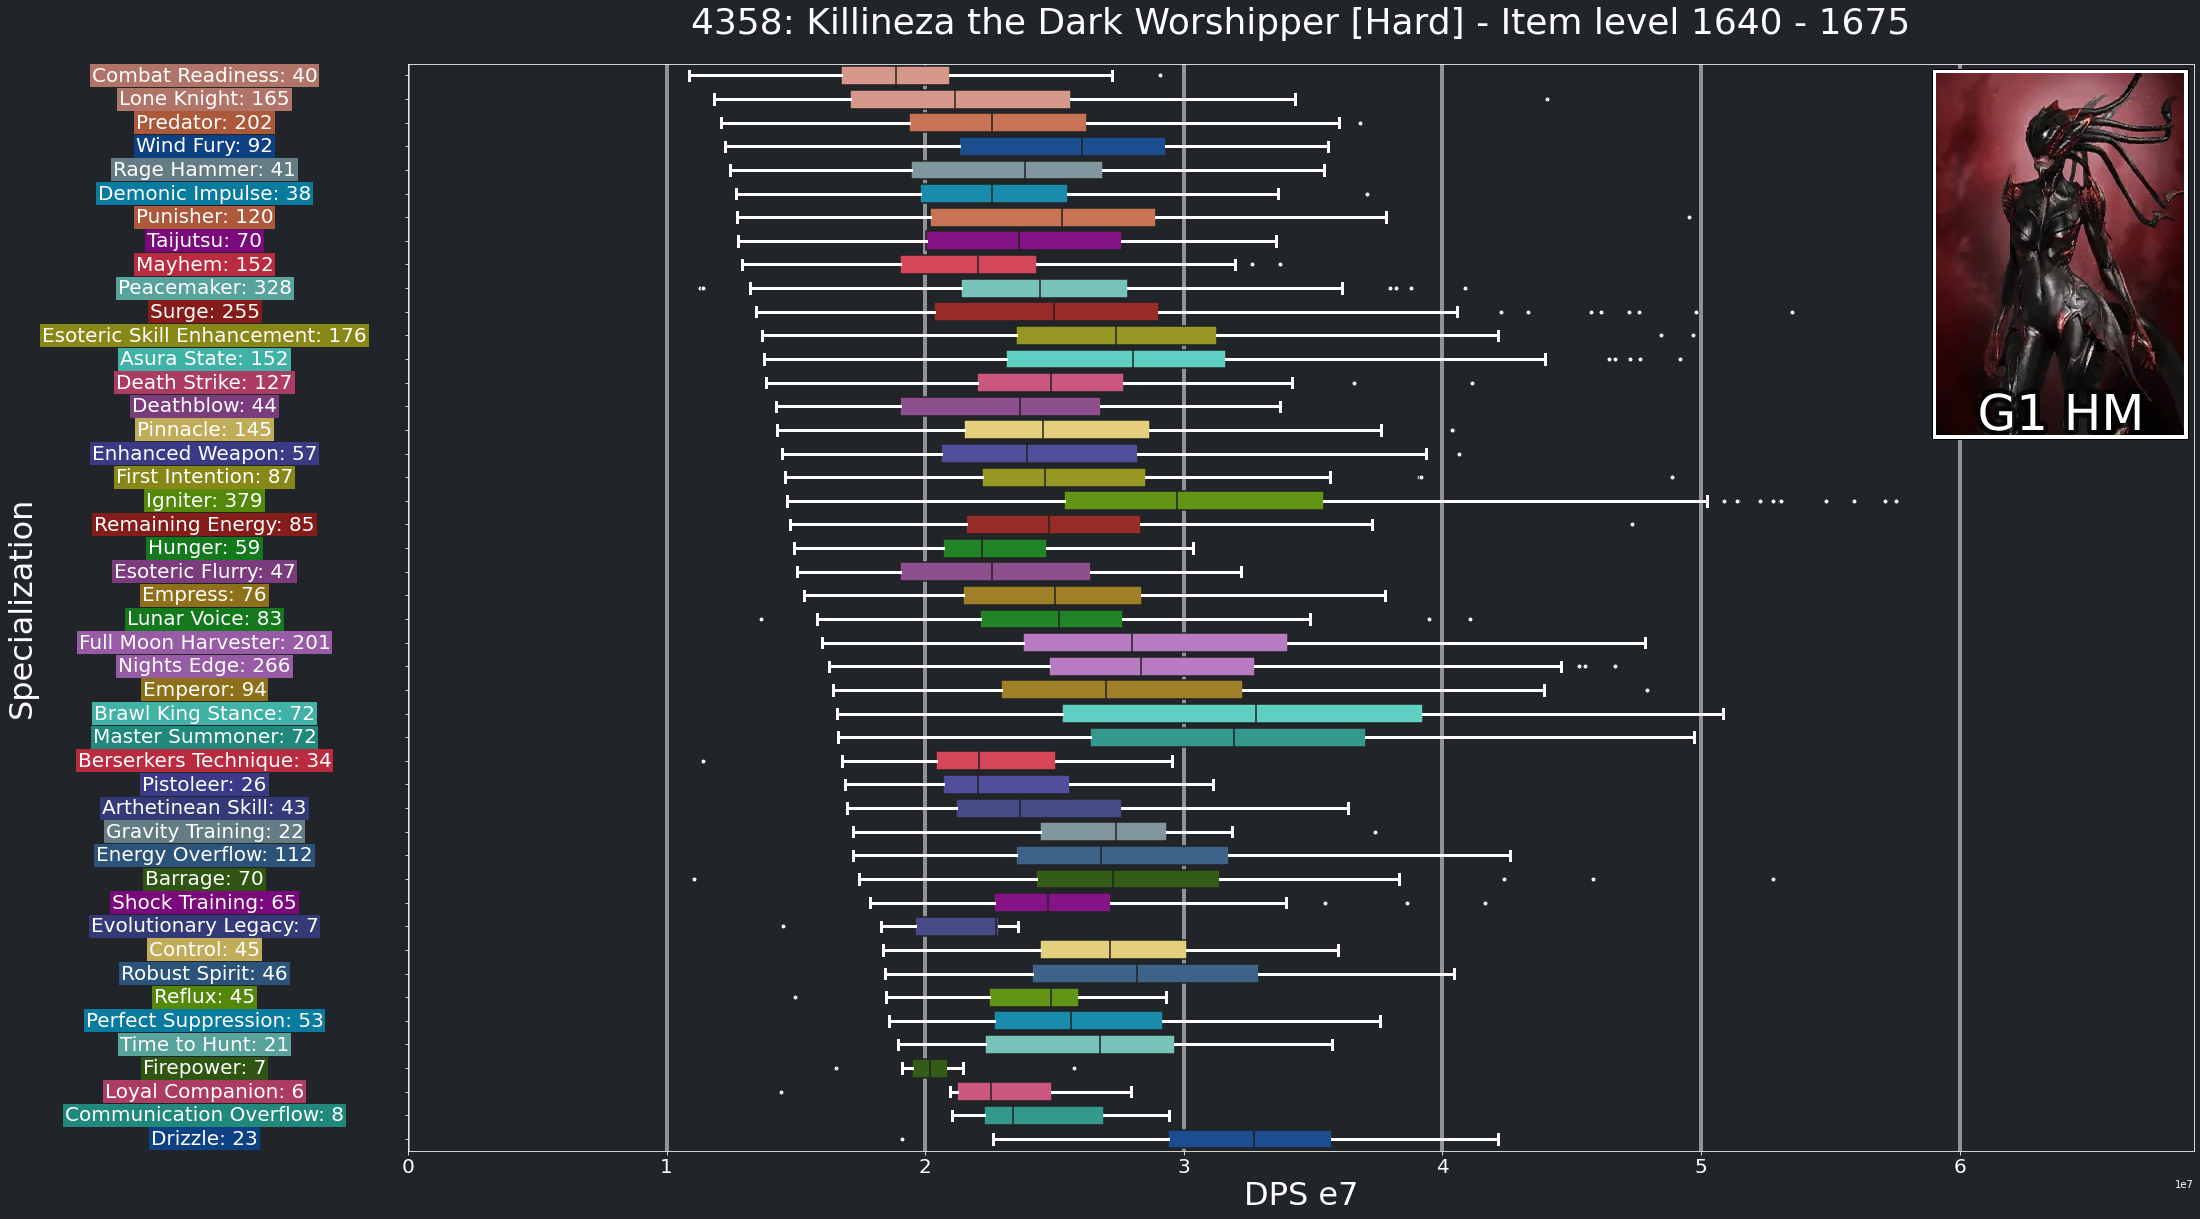 4358: Killineza the Dark Worshipper [Hard] - Item level 1640 - 1675
Combat Readiness: 40
Lone Knight: 165
Predator: 202
Wind Fury: 92
Rage Hammer: 41
Demonic Impulse: 38
Punisher: 120
Taijutsu: 70
Mayhem: 152
Peacemaker: 328
Surge: 255
Esoteric Skill Enhancement: 176
Asura State: 152
Death Strike: 127
Deathblow: 44
Pinnacle: 145
Enhanced Weapon: 57
First Intention: 87
Igniter: 379
Remaining Energy: 85
Hunger: 59
Esoteric Flurry: 47
Empress: 76
Lunar Voice: 83
Full Moon Harvester: 201
Nights Edge: 266
Emperor: 94
Brawl King Stance: 72
Master Summoner: 72
Berserkers Technique: 34
Pistoleer: 26
Arthetinean Skill: 43
Gravity Training: 22
Energy Overflow: 112
Barrage: 70
Shock Training: 65
Evolutionary Legacy: 7
Control: 45
Robust Spirit: 46
Reflux: 45
Perfect Suppression: 53
Time to Hunt: 21
Firepower: 7
Loyal Companion: 6
Communication Overflow: 8
Drizzle: 23
Specialization
G1 HM
0 1 2 3 4 5 6
1e7
DPS e7